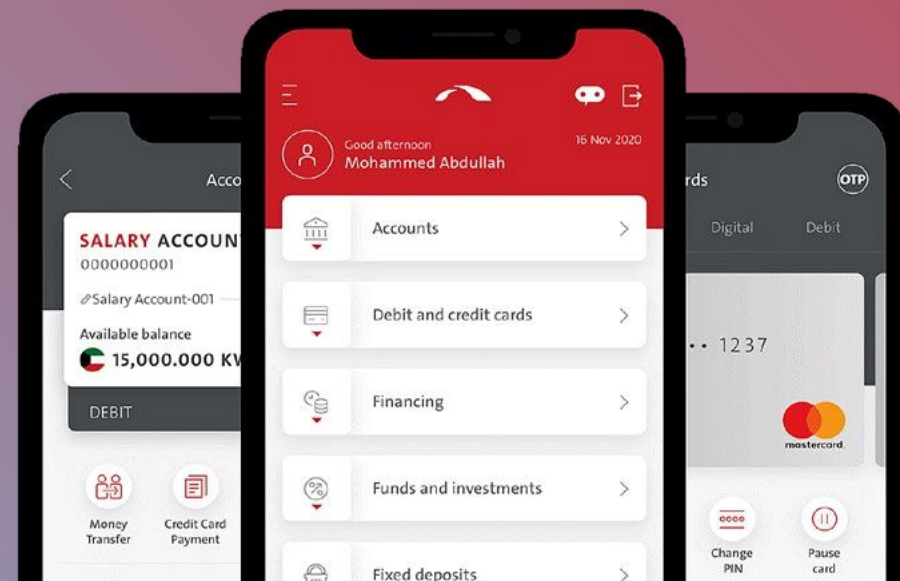 Acco
SALARY ACCOUN
0000000001
Salary Account-001
Available balance
15,000.000 KW
DEBIT
Money
Transfer
Credit Card
Payment
Good afternoon
Mohammed Abdullah
16 Nov 2020
Accounts
Debit and credit cards
Financing
Funds and investments
Fixed deposits
rds
OTP
Digital
Debit
•• 1237
mastercard.
Change
PIN
Pause
card